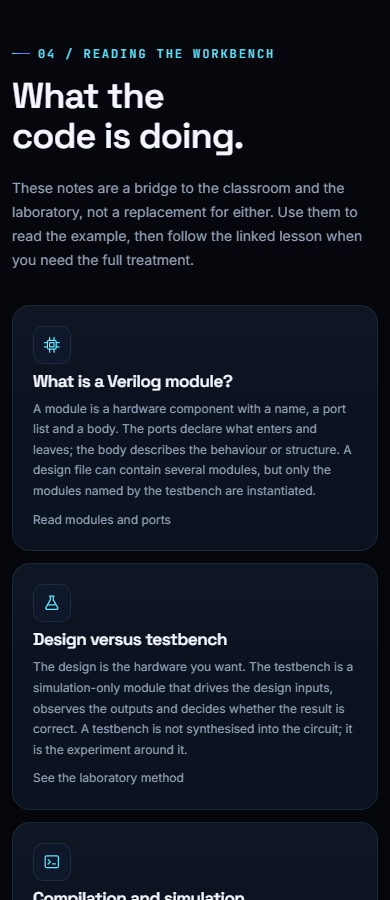 04 / READING THE WORKBENCH
What the
code is doing.
These notes are a bridge to the classroom and the
laboratory, not a replacement for either. Use them to
read the example, then follow the linked lesson when
you need the full treatment.
What is a Verilog module?
A module is a hardware component with a name, a port
list and a body. The ports declare what enters and
leaves; the body describes the behaviour or structure. A
design file can contain several modules, but only the
modules named by the testbench are instantiated.
Read modules and ports
Design versus testbench
The design is the hardware you want. The testbench is a
simulation-only module that drives the design inputs,
observes the outputs and decides whether the result is
correct. A testbench is not synthesised into the circuit; it
is the experiment around it.
See the laboratory method
Compilation and simulation